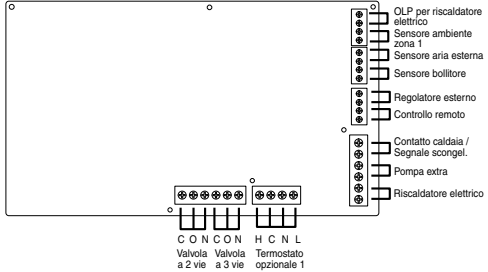 OLP per riscaldatore
elettrico
Sensore ambiente
zona 1
Sensore aria esterna
Sensore bollitore
Regolatore esterno
Controllo remoto
Contatto caldaia /
Segnale scongel.
Pompa extra
Riscaldatore elettrico
C O N C O N H C N L
Valvola
a 2 vie
Valvola
a 3 vie
Termostato
opzionale 1